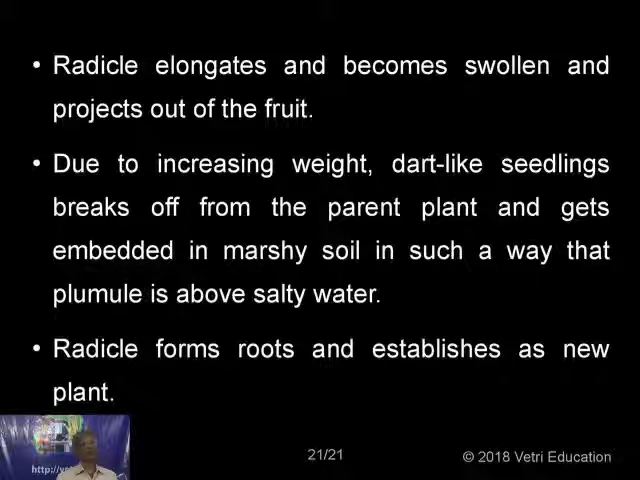 • Radicle elongates and becomes swollen and
projects out of the fruit.
• Due to increasing weight, dart-like seedlings
breaks off from the parent plant and gets
embedded in marshy soil in such a way that
plumule is above salty water.
• Radicle forms roots and establishes as new
plant.
21/21
© 2018 Vetri Education